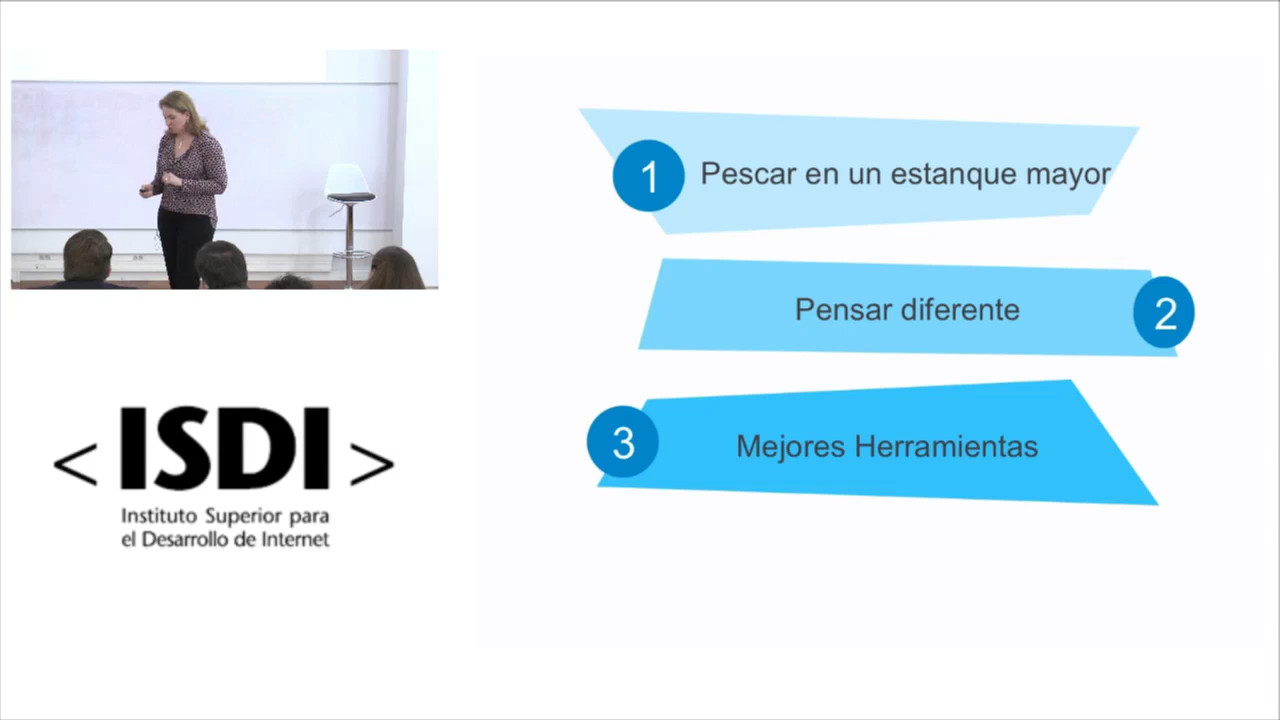 1 Pescar en un estanque mayor
Pensar diferente 2
3 Mejores Herramientas
<ISDI>
Instituto Superior para
el Desarrollo de Internet